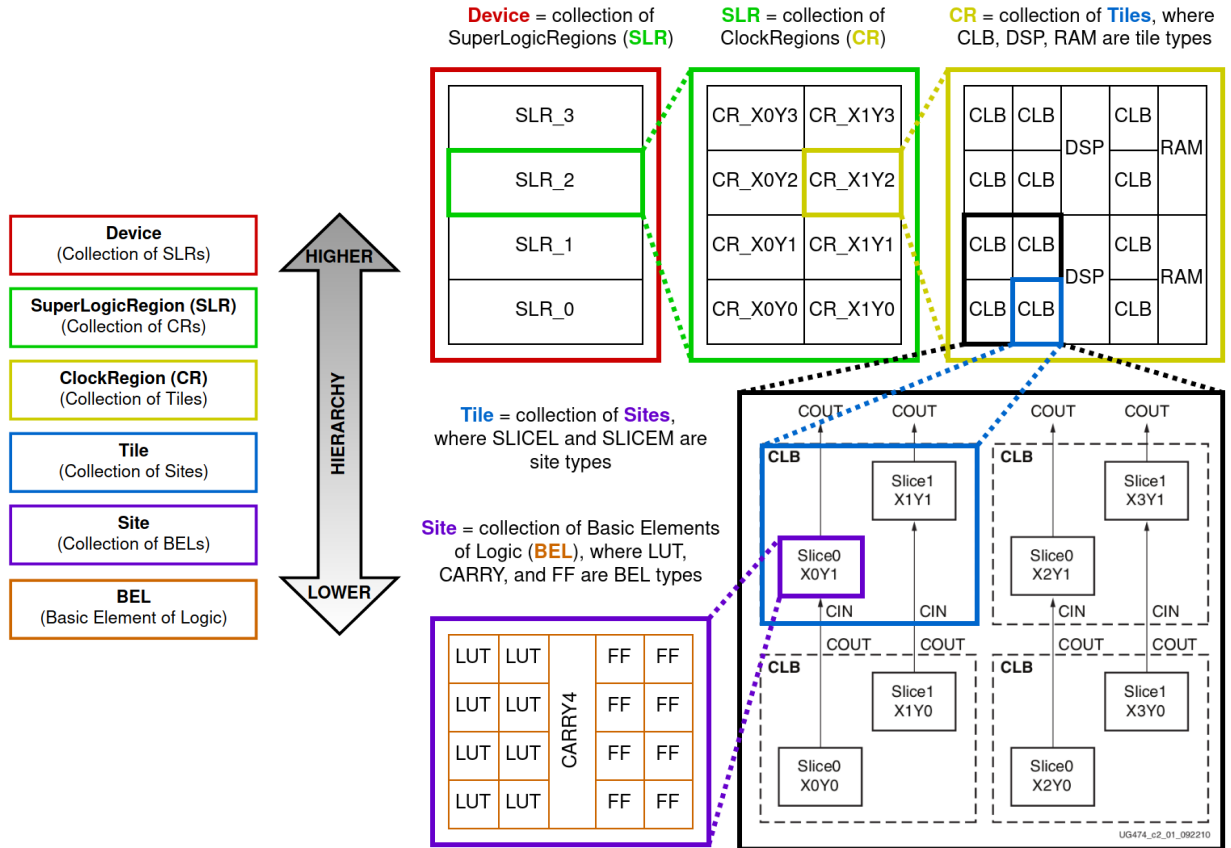 Device = collection of
SuperLogicRegions (SLR)
SLR = collection of
ClockRegions (CR)
CR = collection of Tiles, where
CLB, DSP, RAM are tile types
SLR_3
SLR_2
SLR_1
SLR_0
CR_X0Y3 CR_X1Y3
CR_X0Y2 CR_X1Y2
CR_X0Y1 CR_X1Y1
CR_X0Y0 CR_X1Y0
CLB CLB CLB
DSP RAM
CLB CLB CLB
CLB CLB CLB
DSP RAM
CLB CLB CLB
Device
(Collection of SLRs)
SuperLogicRegion (SLR)
(Collection of CRs)
ClockRegion (CR)
(Collection of Tiles)
Tile
(Collection of Sites)
Site
(Collection of BELs)
BEL
(Basic Element of Logic)
HIGHER
HIERARCHY
LOWER
Tile = collection of Sites,
where SLICEL and SLICEM are
site types
Site = collection of Basic Elements
of Logic (BEL), where LUT,
CARRY, and FF are BEL types
LUT LUT FF FF
LUT LUT FF FF
CARRY4
LUT LUT FF FF
LUT LUT FF FF
COUT COUT COUT COUT
CLB CLB
Slice1
X1Y1
Slice1
X3Y1
Slice0
X0Y1
Slice0
X2Y1
CIN CIN CIN CIN
COUT COUT COUT COUT
CLB CLB
Slice1
X1Y0
Slice1
X3Y0
Slice0
X0Y0
Slice0
X2Y0
UG474_c2_01_092210